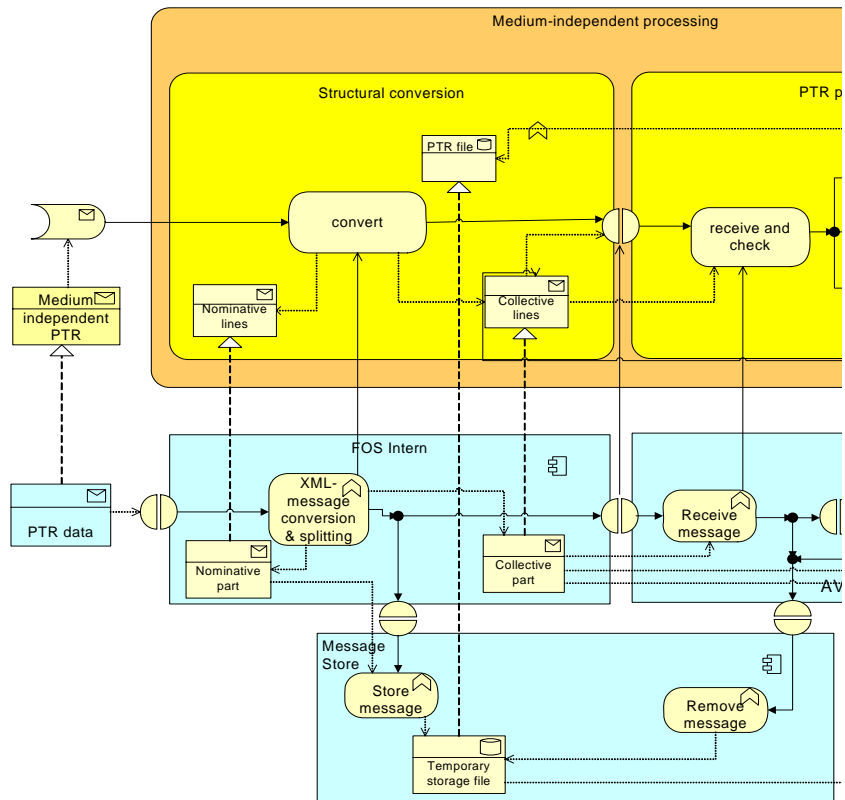 Medium-independent processing
Structural conversion
PTR p
PTR file
convert
receive and
check
Medium
independent
PTR
Nominative
lines
Collective
lines
FOS Intern
XML-
message
conversion
& splitting
PTR data
Receive
message
Nominative
part
Collective
part
AV
Message
Store
Store
message
Remove
message
Temporary
storage file